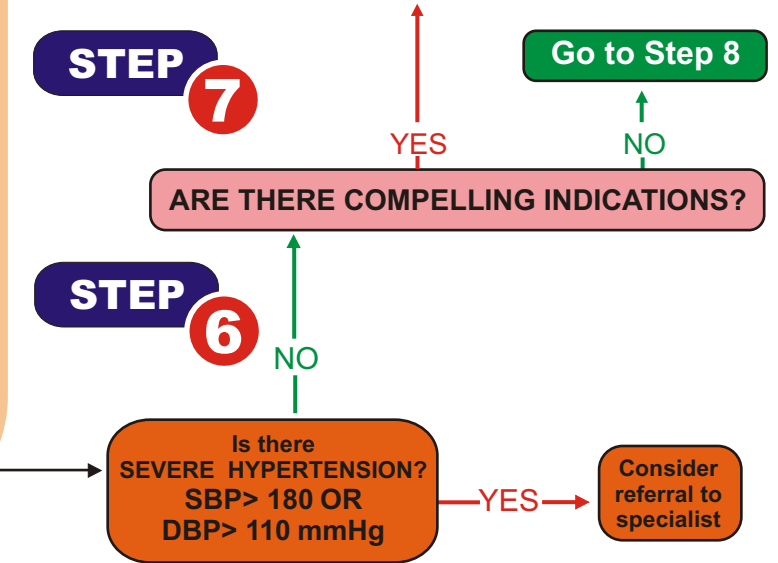 STEP
7
Go to Step 8
YES
NO
ARE THERE COMPELLING INDICATIONS?
STEP
6
NO
Is there
SEVERE HYPERTENSION?
SBP> 180 OR
DBP> 110 mmHg
YES
Consider
referral to
specialist